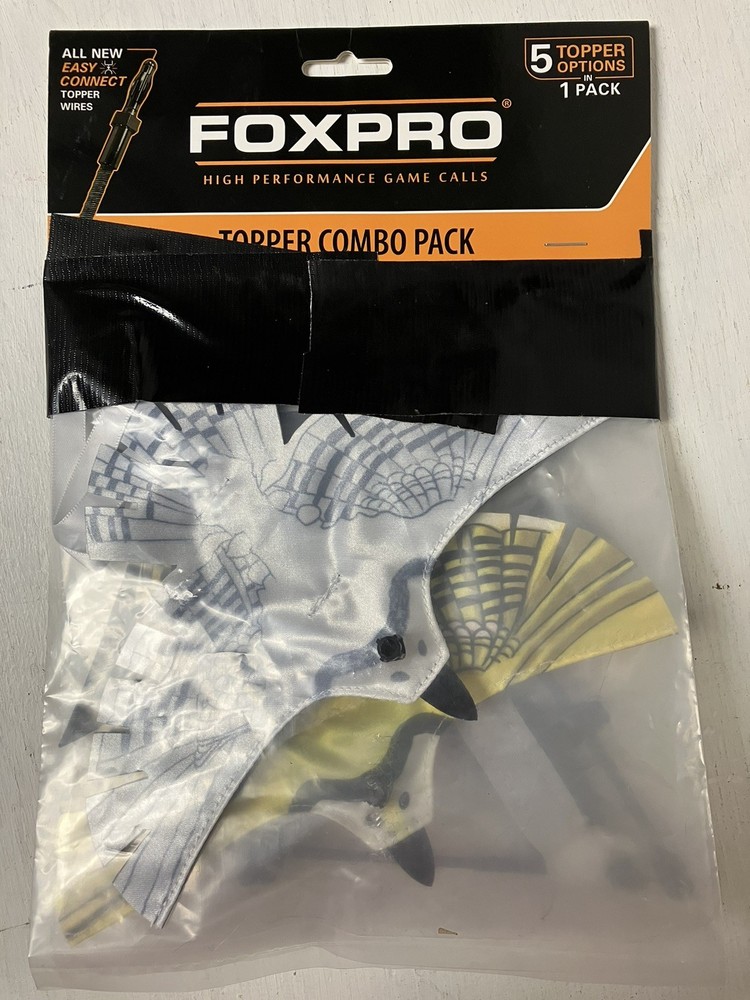 ALL NEW
EASY
CONNECT
TOPPER
WIRES
5 TOPPER
OPTIONS
IN
1 PACK
FOXPRO®
HIGH PERFORMANCE GAME CALLS
TOPPER COMBO PACK